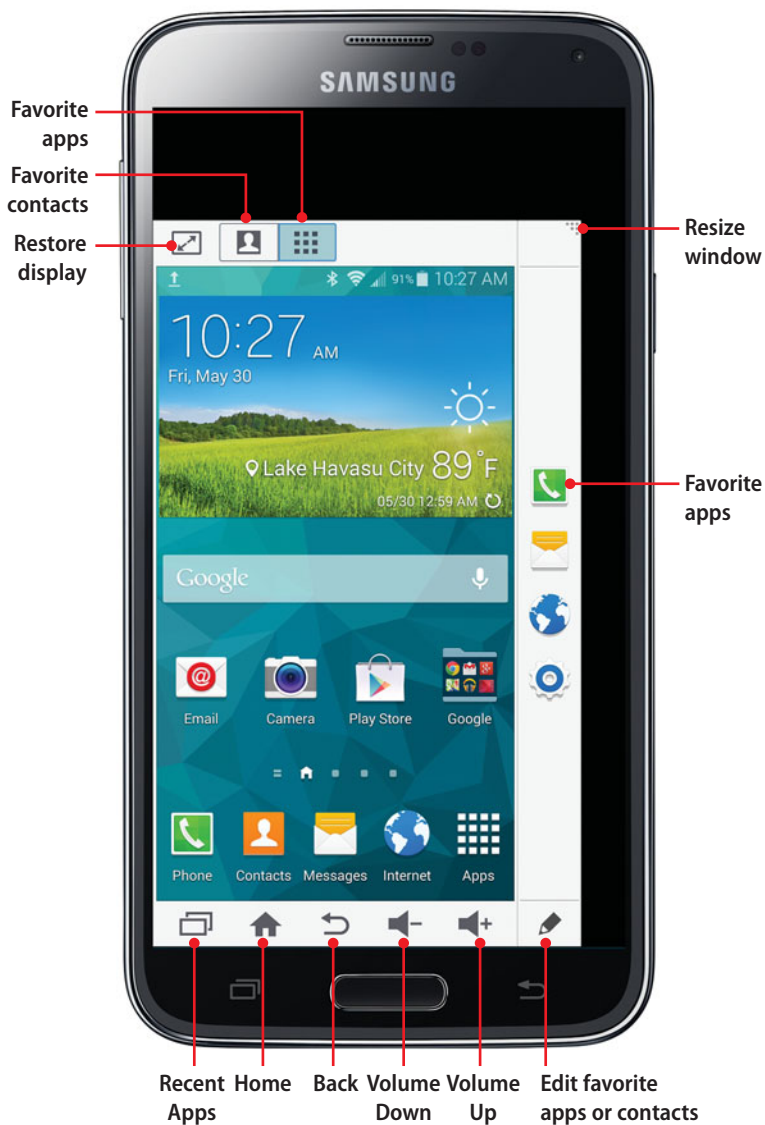 SAMSUNG
Favorite
apps
Favorite
contacts
Restore
display
Resize
window
91% 10:27 AM
10:27 AM
Fri, May 30
Lake Havasu City 89°F
05/30 12:59 AM
Favorite
apps
Google
Email Camera Play Store Google
Phone Contacts Messages Internet Apps
Recent
Apps
Home
Back
Volume
Down
Volume
Up
Edit favorite
apps or contacts